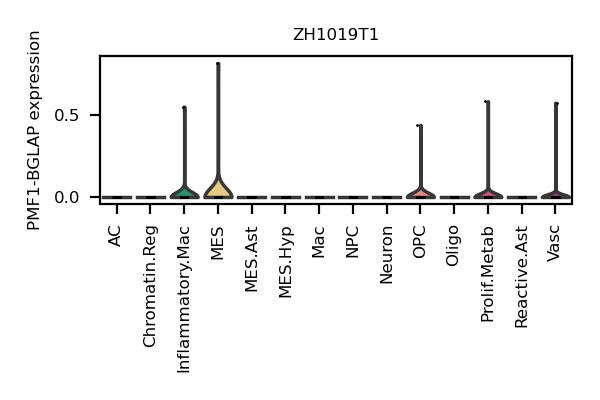 ZH1019T1
PMF1-BGLAP expression
0.5
0.0
AC
Chromatin.Reg
Inflammatory.Mac
MES
MES.Ast
MES.Hyp
Mac
NPC
Neuron
OPC
Oligo
Prolif.Metab
Reactive.Ast
Vasc